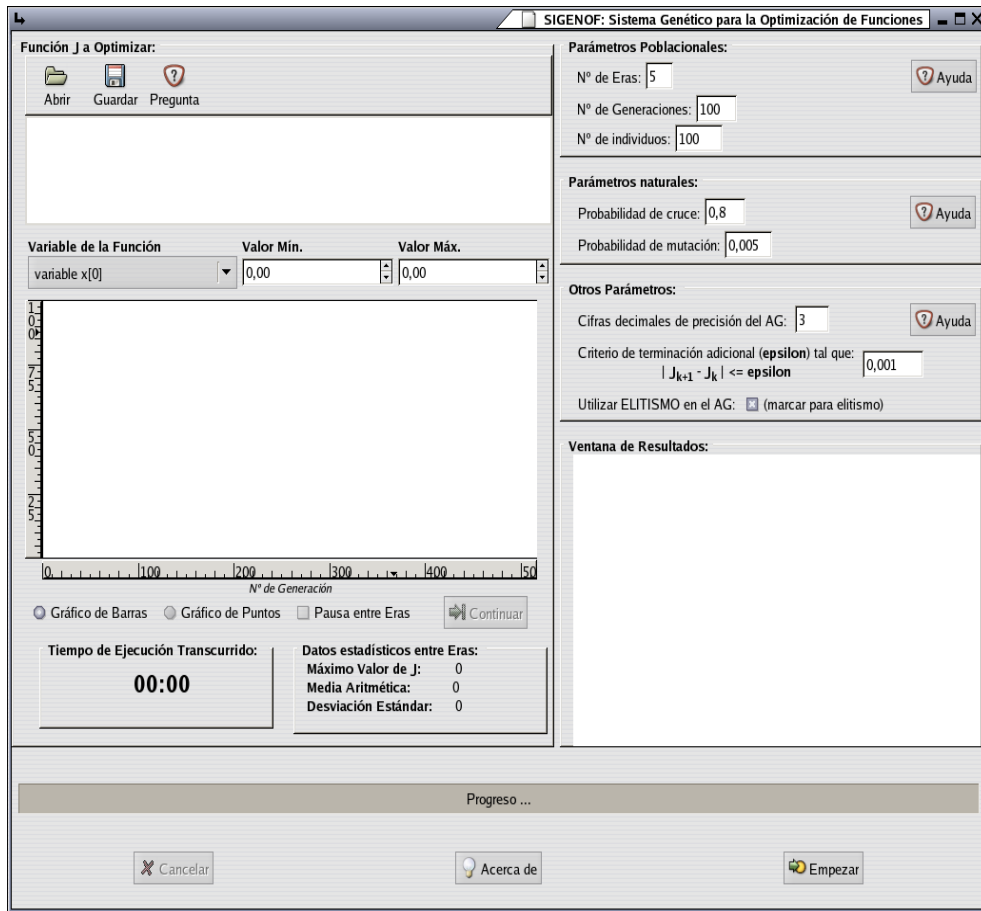 SIGENOF: Sistema Genético para la Optimización de Funciones
Función J a Optimizar:
Abrir Guardar Pregunta
Variable de la Función Valor Mín. Valor Máx.
variable x[0] 0,00 0,00
100
75
50
25
0 100 200 300 400 50
Nº de Generación
Gráfico de Barras Gráfico de Puntos Pausa entre Eras Continuar
Tiempo de Ejecución Transcurrido:
00:00
Datos estadísticos entre Eras:
Máximo Valor de J: 0
Media Aritmética: 0
Desviación Estándar: 0
Parámetros Poblacionales:
Nº de Eras: 5 Ayuda
Nº de Generaciones: 100
Nº de individuos: 100
Parámetros naturales:
Probabilidad de cruce: 0,8 Ayuda
Probabilidad de mutación: 0,005
Otros Parámetros:
Cifras decimales de precisión del AG: 3 Ayuda
Criterio de terminación adicional (epsilon) tal que: 0,001
| Jk+1 - Jk | <= epsilon
Utilizar ELITISMO en el AG: (marcar para elitismo)
Ventana de Resultados:
Progreso ...
Cancelar Acerca de Empezar